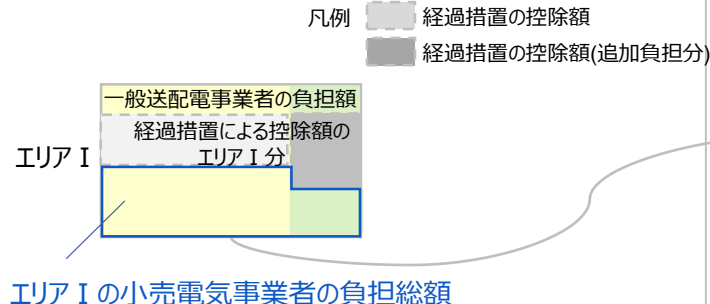 凡例
経過措置の控除額
経過措置の控除額(追加負担分)
一般送配電事業者の負担額
経過措置による控除額の
エリアⅠ分
エリアⅠ
エリアⅠの小売電気事業者の負担総額